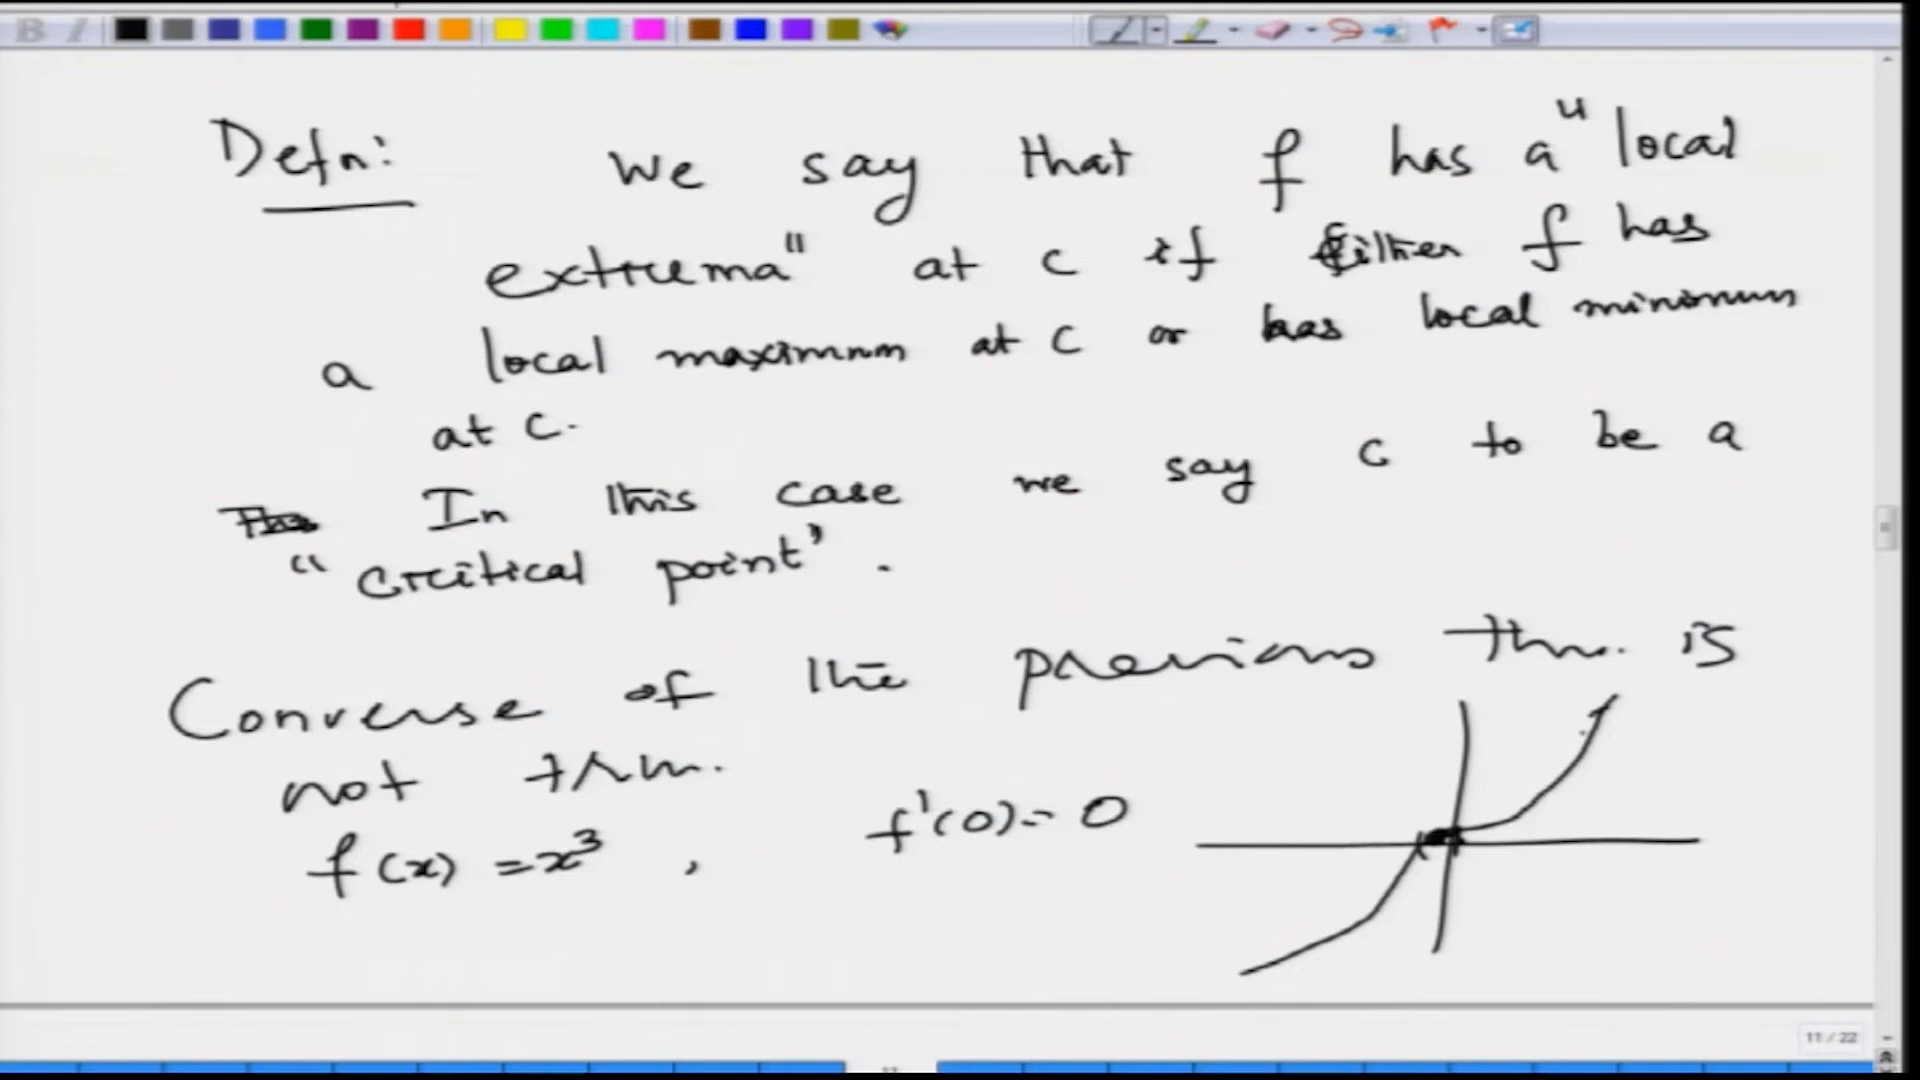 B I
Defn: We say that f has a "local
extrema" at c if either f has
a local maximum at c or has local minimum
at c.
In this case we say c to be a
"critical point".
Converse of the previous thm. is
not true.
f(x) = x³, f'(0) = 0
11 / 22